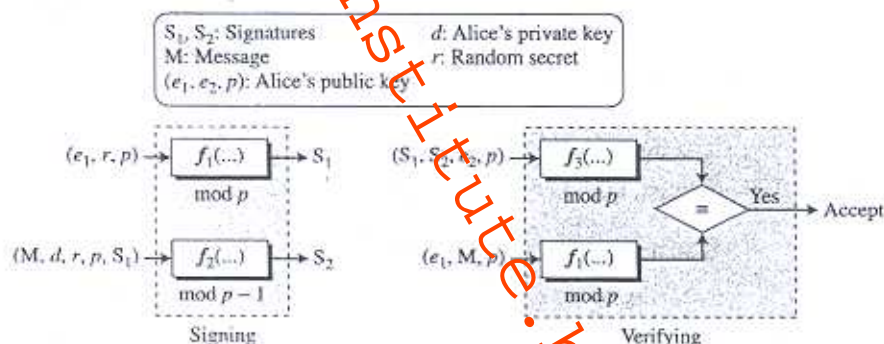 S₁, S₂: Signatures d: Alice's private key
M: Message r: Random secret
(e₁, e₂, p): Alice's public key
(e₁, r, p) f₁(...) S₁
mod p
(M, d, r, p, S₁) f₂(...) S₂
mod p − 1
Signing
(S₁, S₂, e₂, p) f₃(...)
mod p
= Yes Accept
(e₁, M, p) f₁(...)
mod p
Verifying
nstitute.